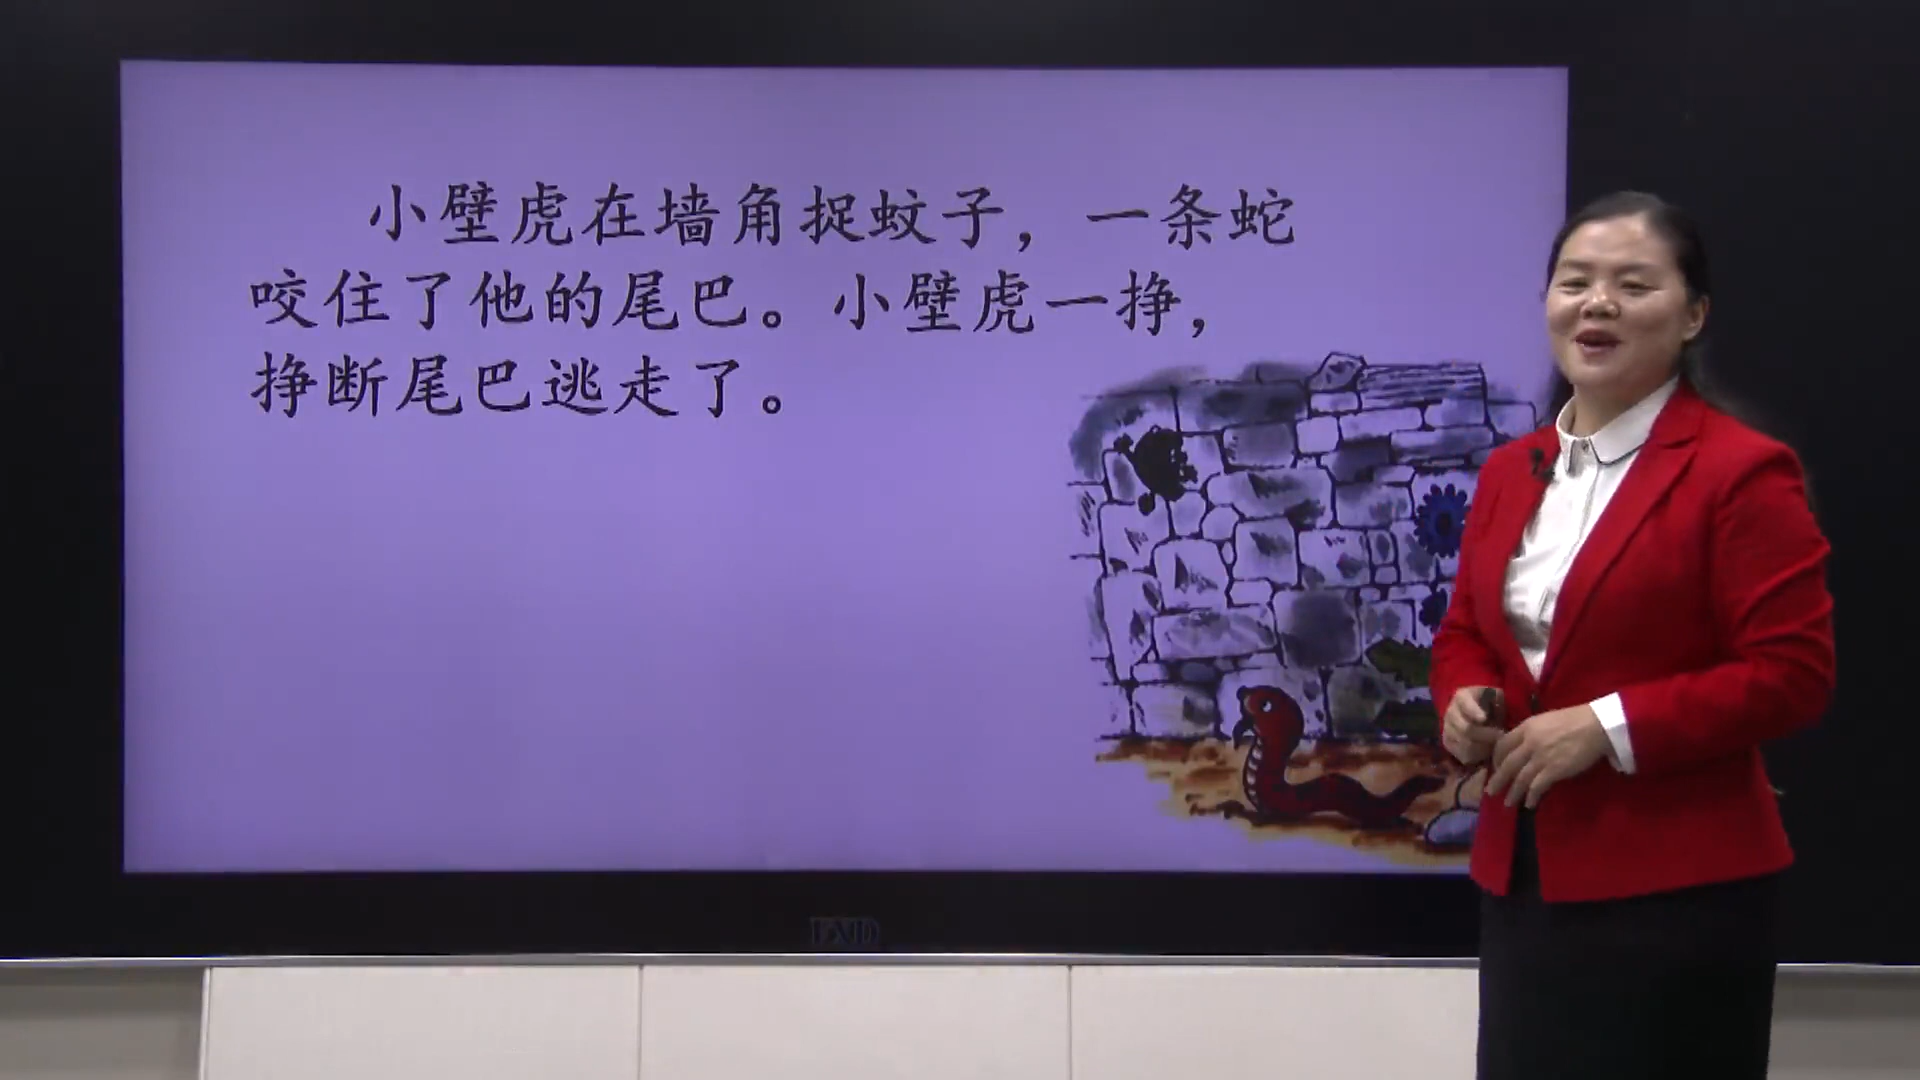 小壁虎在墙角捉蚊子，一条蛇
咬住了他的尾巴。小壁虎一挣，
挣断尾巴逃走了。